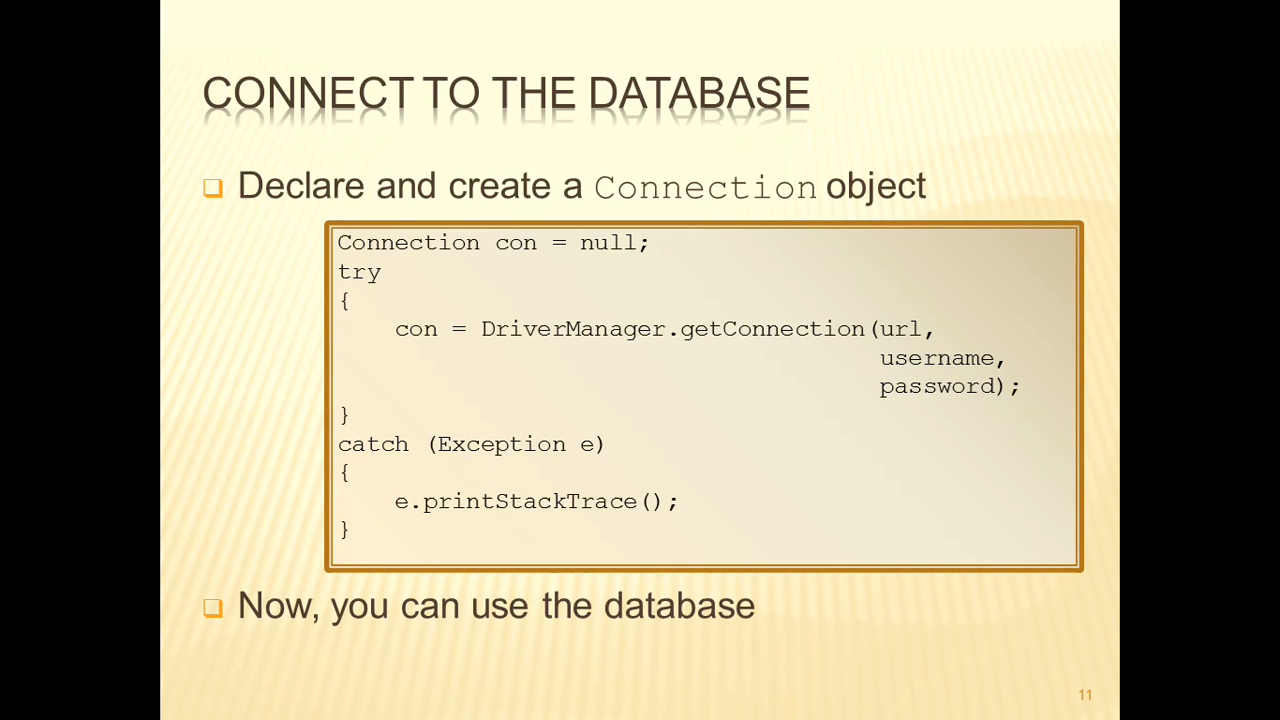 CONNECT TO THE DATABASE
Declare and create a Connection object
Connection con = null;
try
{
    con = DriverManager.getConnection(url,
                                      username,
                                      password);
}
catch (Exception e)
{
    e.printStackTrace();
}
Now, you can use the database
11